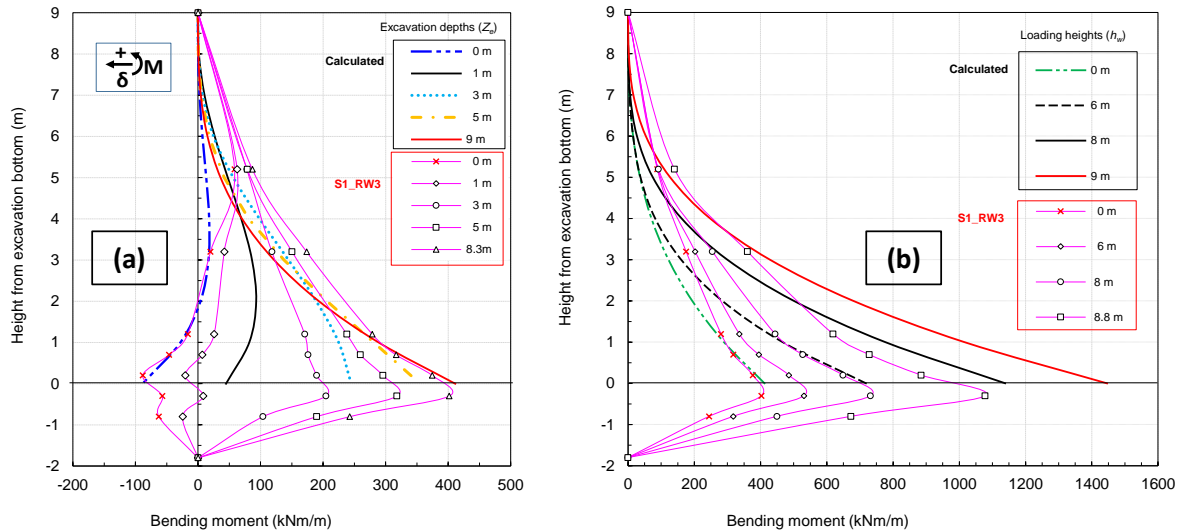 9
8
7
6
5
4
3
2
1
0
-1
-2
Height from excavation bottom (m)
-200 -100 0 100 200 300 400 500
Bending moment (kNm/m)
+
δ M
(a)
Excavation depths (Ze)
Calculated
0 m
1 m
3 m
5 m
9 m
S1_RW3
0 m
1 m
3 m
5 m
8.3m
9
8
7
6
5
4
3
2
1
0
-1
-2
Height from excavation bottom (m)
0 200 400 600 800 1000 1200 1400 1600
Bending moment (kNm/m)
(b)
Loading heights (hw)
Calculated
0 m
6 m
8 m
9 m
S1_RW3
0 m
6 m
8 m
8.8 m